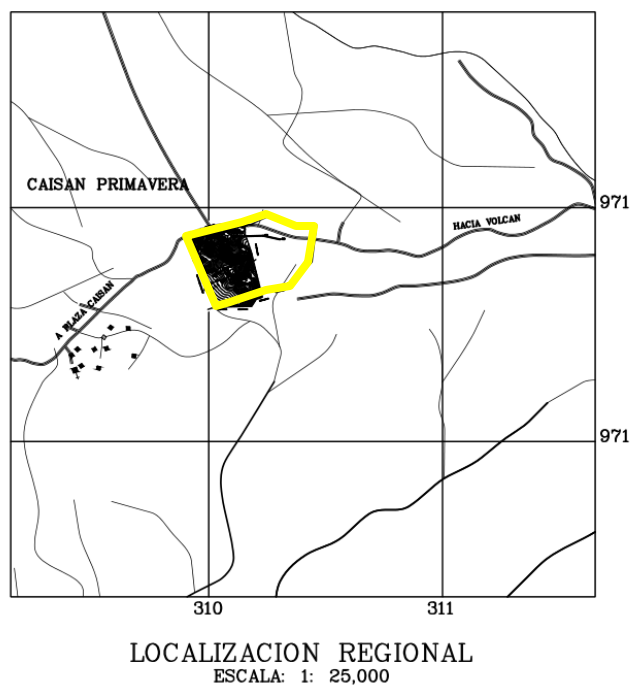 CAISAN PRIMAVERA
971
HACIA VOLCAN
A PLAZA CAISAN
971
310
311
LOCALIZACION REGIONAL
ESCALA: 1: 25,000